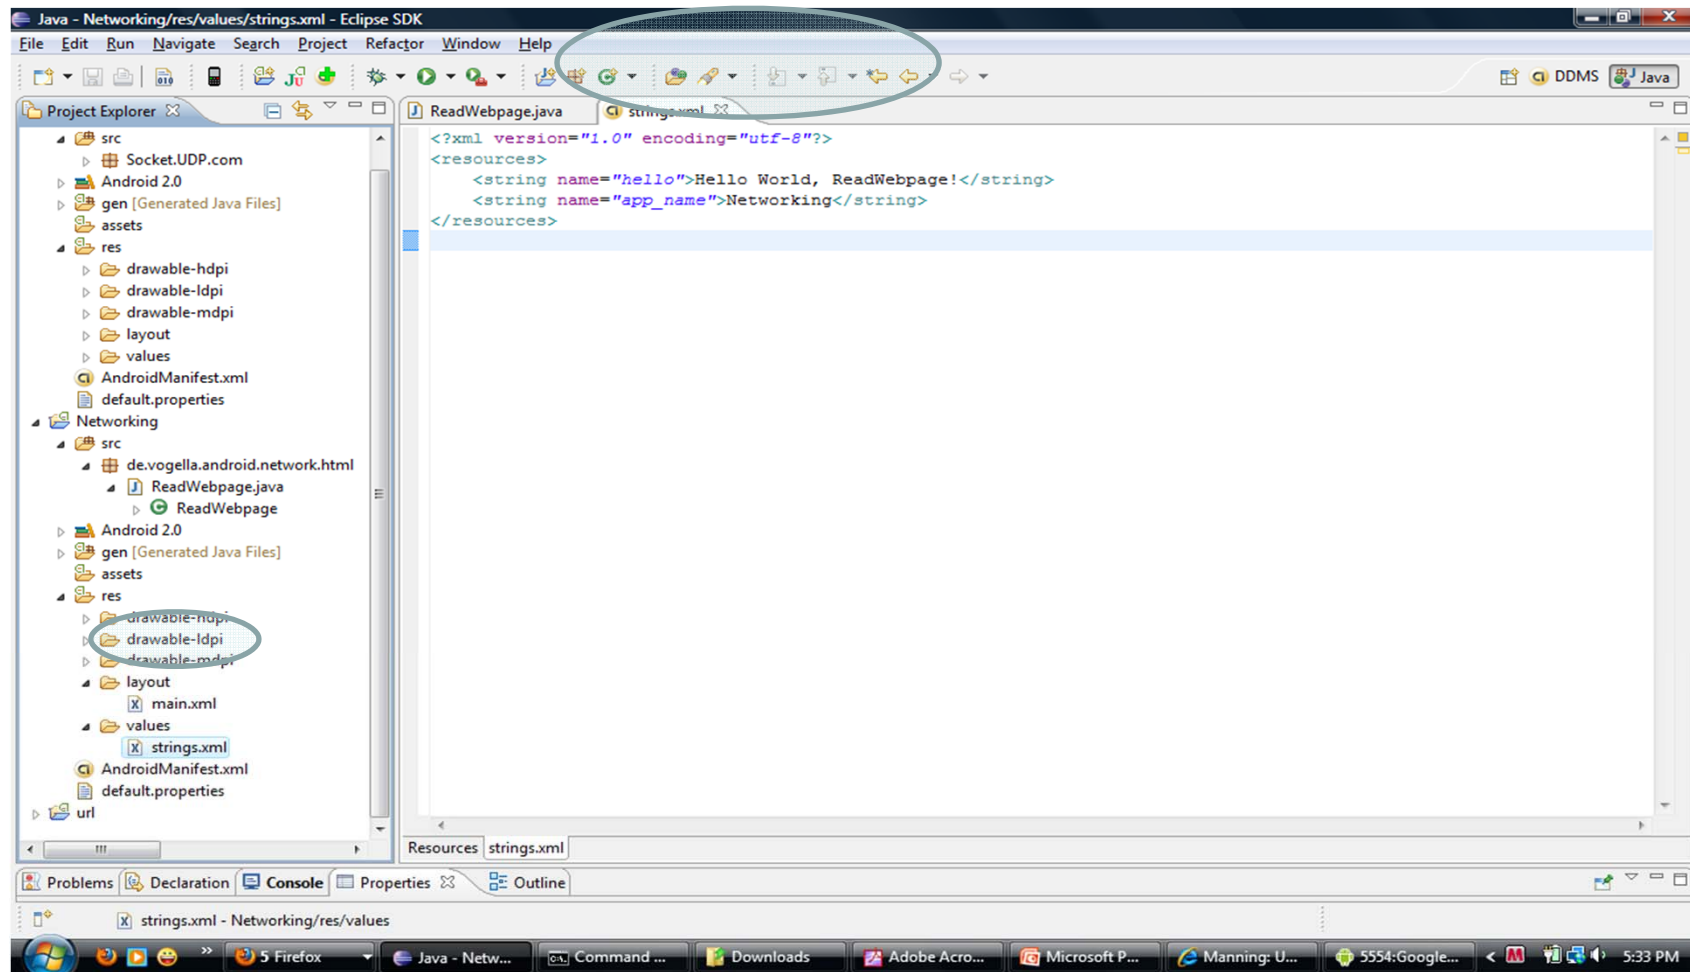 Java - Networking/res/values/strings.xml - Eclipse SDK
File Edit Run Navigate Search Project Refactor Window Help
DDMS Java
Project Explorer
ReadWebpage.java strings.xml
src
Socket.UDP.com
Android 2.0
gen [Generated Java Files]
assets
res
drawable-hdpi
drawable-ldpi
drawable-mdpi
layout
values
AndroidManifest.xml
default.properties
Networking
src
de.vogella.android.network.html
ReadWebpage.java
ReadWebpage
Android 2.0
gen [Generated Java Files]
assets
res
drawable-hdpi
drawable-ldpi
drawable-mdpi
layout
main.xml
values
strings.xml
AndroidManifest.xml
default.properties
url
<?xml version="1.0" encoding="utf-8"?>
<resources>
<string name="hello">Hello World, ReadWebpage!</string>
<string name="app_name">Networking</string>
</resources>
Resources strings.xml
Problems Declaration Console Properties Outline
strings.xml - Networking/res/values
5 Firefox Java - Netw... Command ... Downloads Adobe Acro... Microsoft P... Manning: U... 5554:Google... 5:33 PM